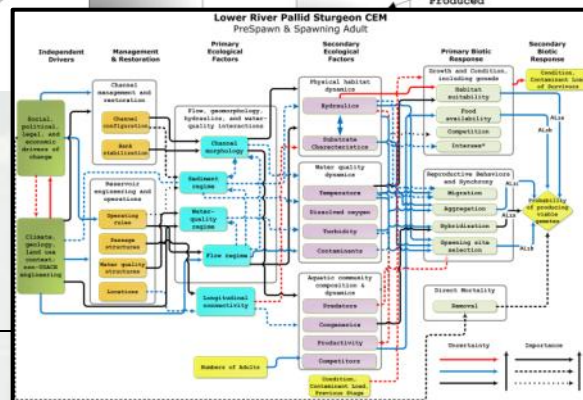 Produced
Lower River Pallid Sturgeon CEM
PreSpawn & Spawning Adult
Independent
Drivers
Management
& Restoration
Primary
Ecological
Factors
Secondary
Ecological
Factors
Primary Biotic
Response
Secondary
Biotic
Response
Social,
political,
legal, and
economic
drivers of
change
Climate,
geology,
land use
context,
engineering
Channel
management and
restoration
Channel
configuration
Bank
stabilization
Reservoir
engineering and
operations
Operating
rules
Passage
structures
Water quality
structures
Locations
Flow, geomorphology,
hydraulic, and water-
quality interactions
Channel
morphology
Sediment
regime
Water-
quality
regime
Flow regime
Longitudinal
connectivity
Numbers of Adults
Physical habitat
dynamics
Hydraulics
Substrate
Characteristics
Water quality
dynamics
Temperature
Dissolved oxygen
Turbidity
Contaminants
Aquatic community
composition &
dynamics
Predators
Congenerics
Productivity
Competitors
Condition,
Contaminant Load,
Previous Stage
Growth and Condition,
including gonads
Habitat
suitability
Food
availability
Competition
Intersex*
Reproductive Behaviors
and Synchrony
Migration
Aggregation
Hybridization
Spawning site
selection
Direct Mortality
Removal
Condition,
Contaminant Load
of Survivors
Probability
of producing
viable
gametes
Uncertainty
Importance